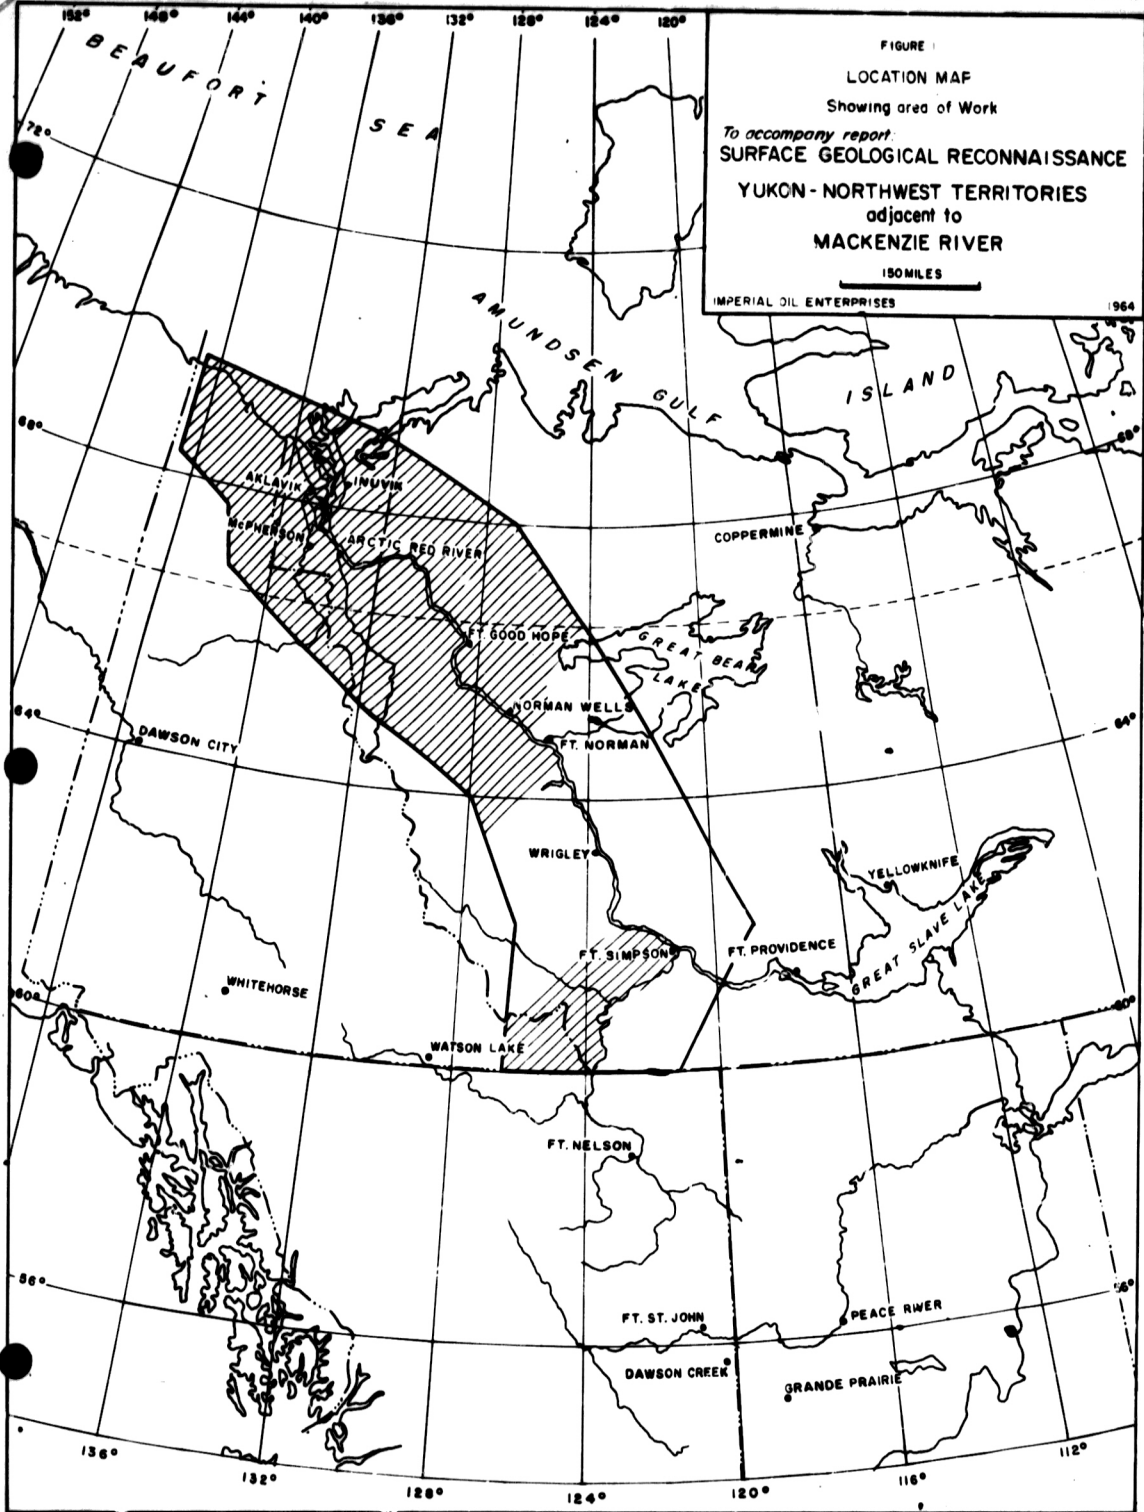 152° 148° 144° 140° 136° 132° 128° 124° 120°
FIGURE 1
LOCATION MAP
Showing area of Work
To accompany report:
SURFACE GEOLOGICAL RECONNAISSANCE
YUKON - NORTHWEST TERRITORIES
adjacent to
MACKENZIE RIVER
150 MILES
IMPERIAL OIL ENTERPRISES 1964
BEAUFORT
SEA
72°
AMUNDSEN GULF
ISLAND
68° 68°
AKLAVIK INUVIK
McPHERSON ARCTIC RED RIVER
COPPERMINE
FT. GOOD HOPE
GREAT BEAR
LAKE
NORMAN WELLS
64° 64°
DAWSON CITY
FT. NORMAN
WRIGLEY
YELLOWKNIFE
GREAT SLAVE LAKE
FT. SIMPSON FT. PROVIDENCE
WHITEHORSE
60° 60°
WATSON LAKE
FT. NELSON
56° 56°
FT. ST. JOHN PEACE RIVER
DAWSON CREEK
GRANDE PRAIRIE
136° 132° 128° 124° 120° 116° 112°